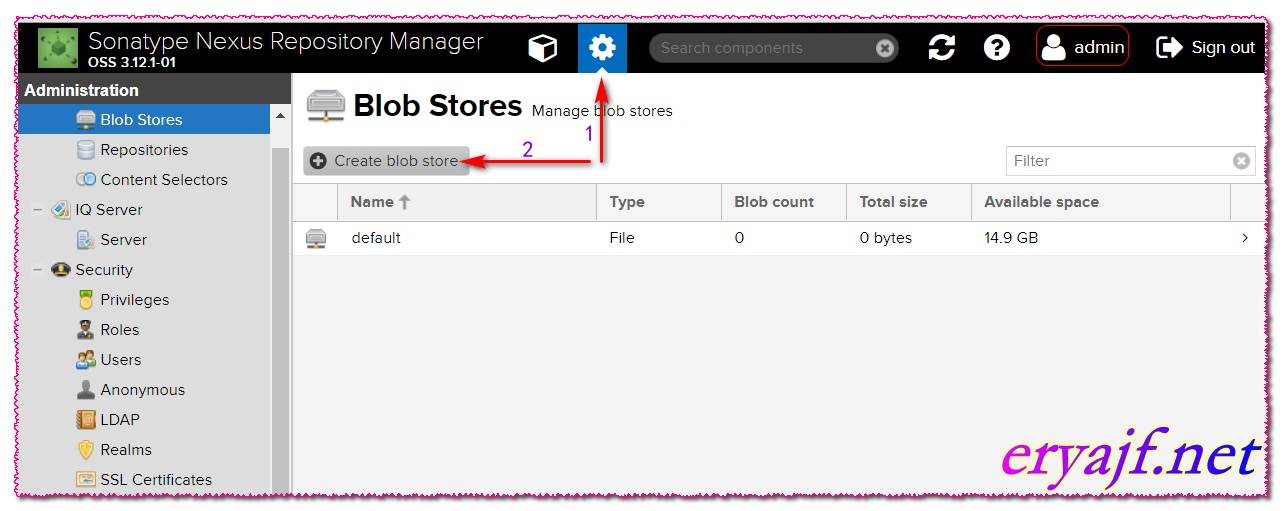 Sonatype Nexus Repository Manager
OSS 3.12.1-01
Search components
admin
Sign out
Administration
Blob Stores
Repositories
Content Selectors
IQ Server
Server
Security
Privileges
Roles
Users
Anonymous
LDAP
Realms
SSL Certificates
Blob Stores Manage blob stores
1
2
Create blob store
Filter
Name Type Blob count Total size Available space
default File 0 0 bytes 14.9 GB
eryajf.net